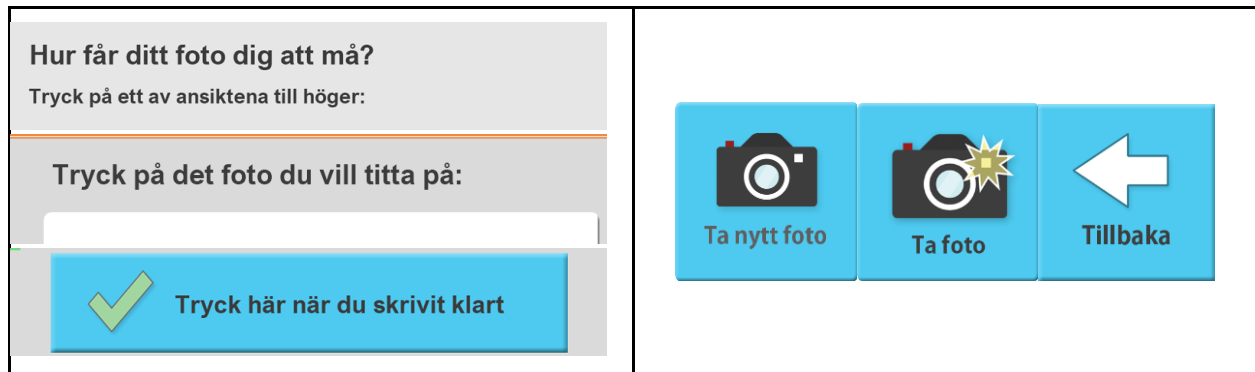 Hur får ditt foto dig att må?
Tryck på ett av ansiktena till höger:
Tryck på det foto du vill titta på:
Tryck här när du skrivit klart
Ta nytt foto
Ta foto
Tillbaka